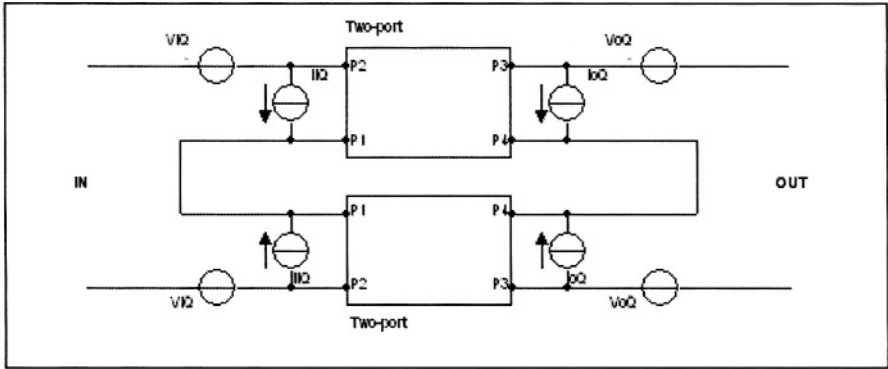 Two-port
VIQ
VoQ
P2
P3
IIQ
IoQ
P1
P4
IN
OUT
P1
P4
IIQ
IoQ
P2
P3
VIQ
VoQ
Two-port